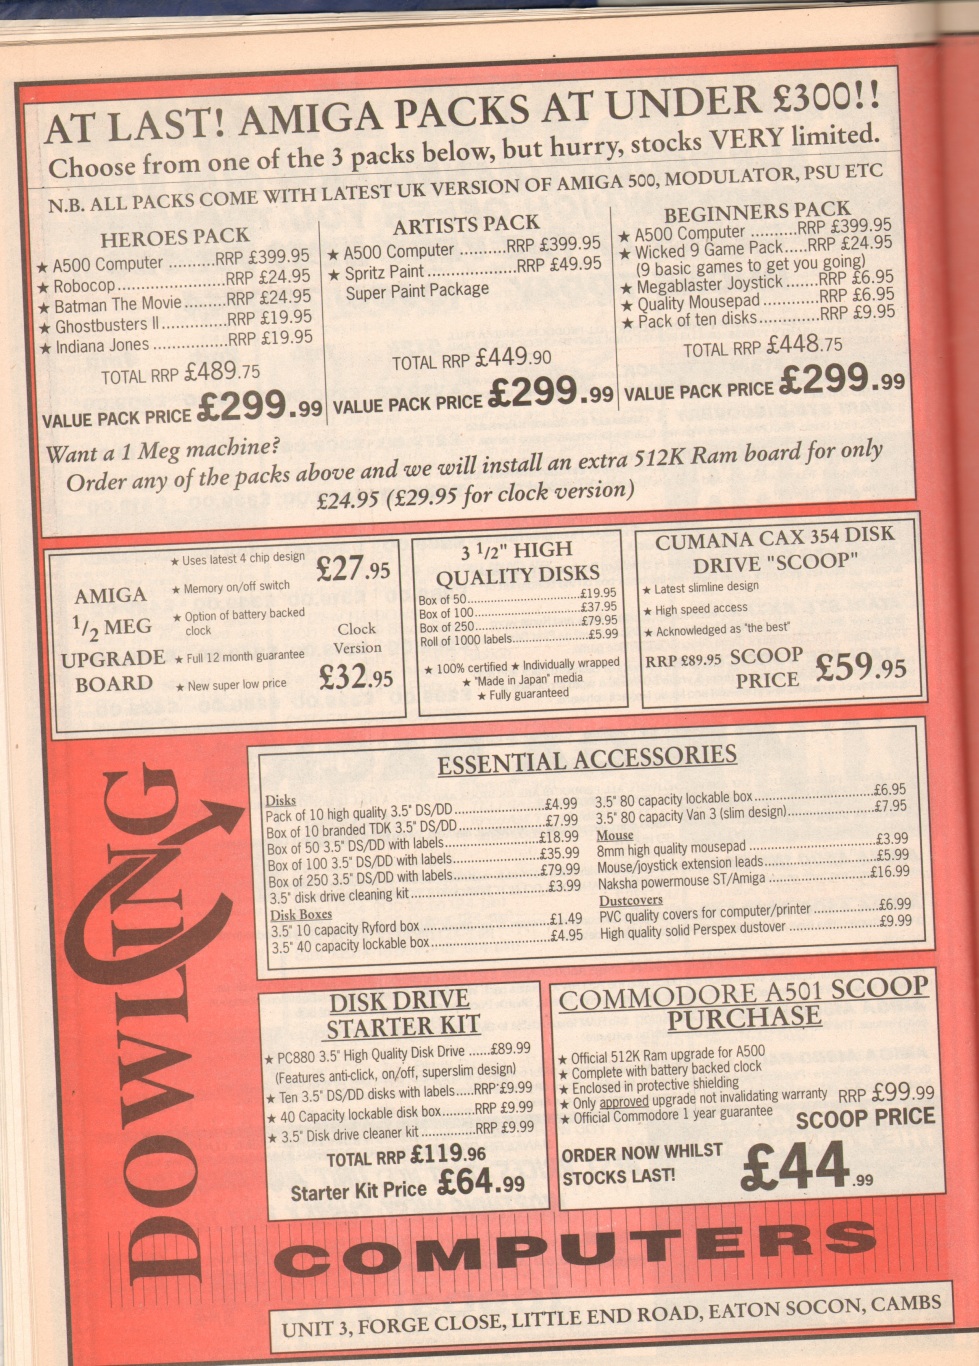 AT LAST! AMIGA PACKS AT UNDER £300!!
Choose from one of the 3 packs below, but hurry, stocks VERY limited.
N.B. ALL PACKS COME WITH LATEST UK VERSION OF AMIGA 500, MODULATOR, PSU ETC
HEROES PACK
★ A500 Computer ..........RRP £399.95
★ Robocop.......................RRP £24.95
★ Batman The Movie.........RRP £24.95
★ Ghostbusters II..............RRP £19.95
★ Indiana Jones ................RRP £19.95
TOTAL RRP £489.75
VALUE PACK PRICE £299.99
ARTISTS PACK
★ A500 Computer ..........RRP £399.95
★ Spritz Paint...................RRP £49.95
Super Paint Package
TOTAL RRP £449.90
VALUE PACK PRICE £299.99
BEGINNERS PACK
★ A500 Computer ..........RRP £399.95
★ Wicked 9 Game Pack.....RRP £24.95
(9 basic games to get you going)
★ Megablaster Joystick.......RRP £6.95
★ Quality Mousepad ............RRP £6.95
★ Pack of ten disks.............RRP £9.95
TOTAL RRP £448.75
VALUE PACK PRICE £299.99
Want a 1 Meg machine?
Order any of the packs above and we will install an extra 512K Ram board for only
£24.95 (£29.95 for clock version)
AMIGA
1/2 MEG
UPGRADE
BOARD
★ Uses latest 4 chip design
★ Memory on/off switch
★ Option of battery backed
clock
★ Full 12 month guarantee
★ New super low price
£27.95
Clock
Version
£32.95
3 1/2" HIGH
QUALITY DISKS
Box of 50................................£19.95
Box of 100..............................£37.95
Box of 250..............................£79.95
Roll of 1000 labels.....................£5.99
★ 100% certified ★ Individually wrapped
★ "Made in Japan" media
★ Fully guaranteed
CUMANA CAX 354 DISK
DRIVE "SCOOP"
★ Latest slimline design
★ High speed access
★ Acknowledged as "the best"
RRP £89.95 SCOOP
PRICE £59.95
ESSENTIAL ACCESSORIES
Disks
Pack of 10 high quality 3.5" DS/DD......................£4.99
Box of 10 branded TDK 3.5" DS/DD.....................£7.99
Box of 50 3.5" DS/DD with labels.......................£18.99
Box of 100 3.5" DS/DD with labels.....................£35.99
Box of 250 3.5" DS/DD with labels.....................£79.99
3.5" disk drive cleaning kit..................................£3.99
Disk Boxes
3.5" 10 capacity Ryford box ................................£1.49
3.5" 40 capacity lockable box..............................£4.95
3.5" 80 capacity lockable box..............................£6.95
3.5" 80 capacity Van 3 (slim design).....................£7.95
Mouse
8mm high quality mousepad ................................£3.99
Mouse/joystick extension leads...........................£5.99
Naksha powermouse ST/Amiga .........................£16.99
Dustcovers
PVC quality covers for computer/printer ................£6.99
High quality solid Perspex dustover ......................£9.99
DISK DRIVE
STARTER KIT
★ PC880 3.5" High Quality Disk Drive ......£89.99
(Features anti-click, on/off, superslim design)
★ Ten 3.5" DS/DD disks with labels.....RRP £9.99
★ 40 Capacity lockable disk box.........RRP £9.99
★ 3.5" Disk drive cleaner kit ...............RRP £9.99
TOTAL RRP £119.96
Starter Kit Price £64.99
COMMODORE A501 SCOOP
PURCHASE
★ Official 512K Ram upgrade for A500
★ Complete with battery backed clock
★ Enclosed in protective shielding
★ Only approved upgrade not invalidating warranty
★ Official Commodore 1 year guarantee
RRP £99.99
SCOOP PRICE
ORDER NOW WHILST
STOCKS LAST!
£44.99
DOWLING
COMPUTERS
UNIT 3, FORGE CLOSE, LITTLE END ROAD, EATON SOCON, CAMBS